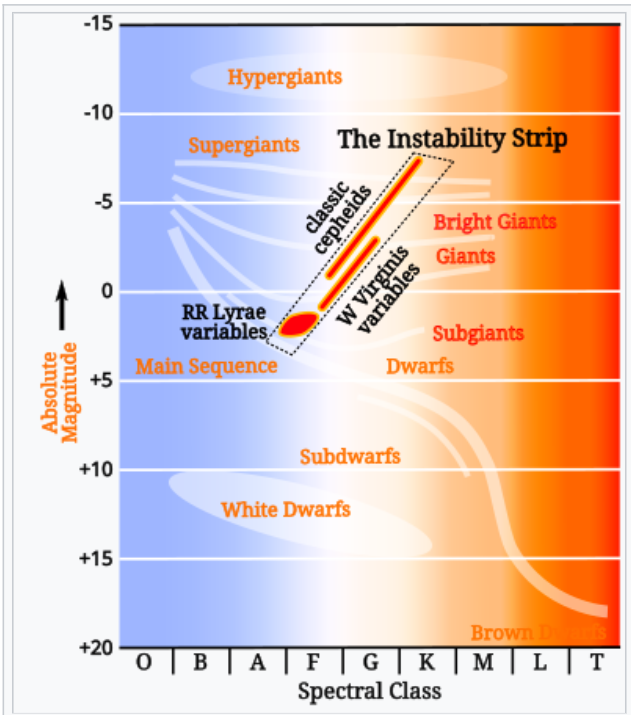 -15
Hypergiants
-10
The Instability Strip
Supergiants
classic
cepheids
-5
Bright Giants
Giants
W Virginis
variables
0
RR Lyrae
variables
Subgiants
Absolute
Magnitude
+5
Main Sequence
Dwarfs
Subdwarfs
+10
White Dwarfs
+15
Brown Dwarfs
+20
O B A F G K M L T
Spectral Class